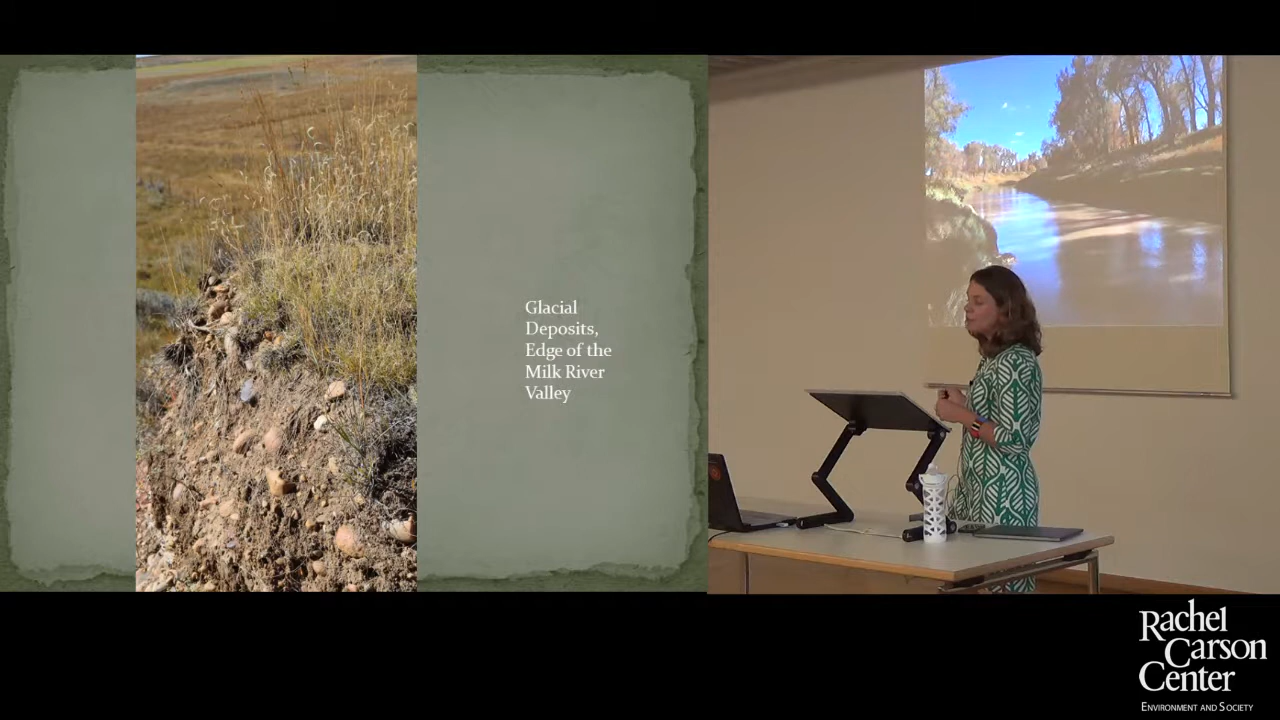 Glacial
Deposits,
Edge of the
Milk River
Valley
Rachel
Carson
Center
Environment and Society